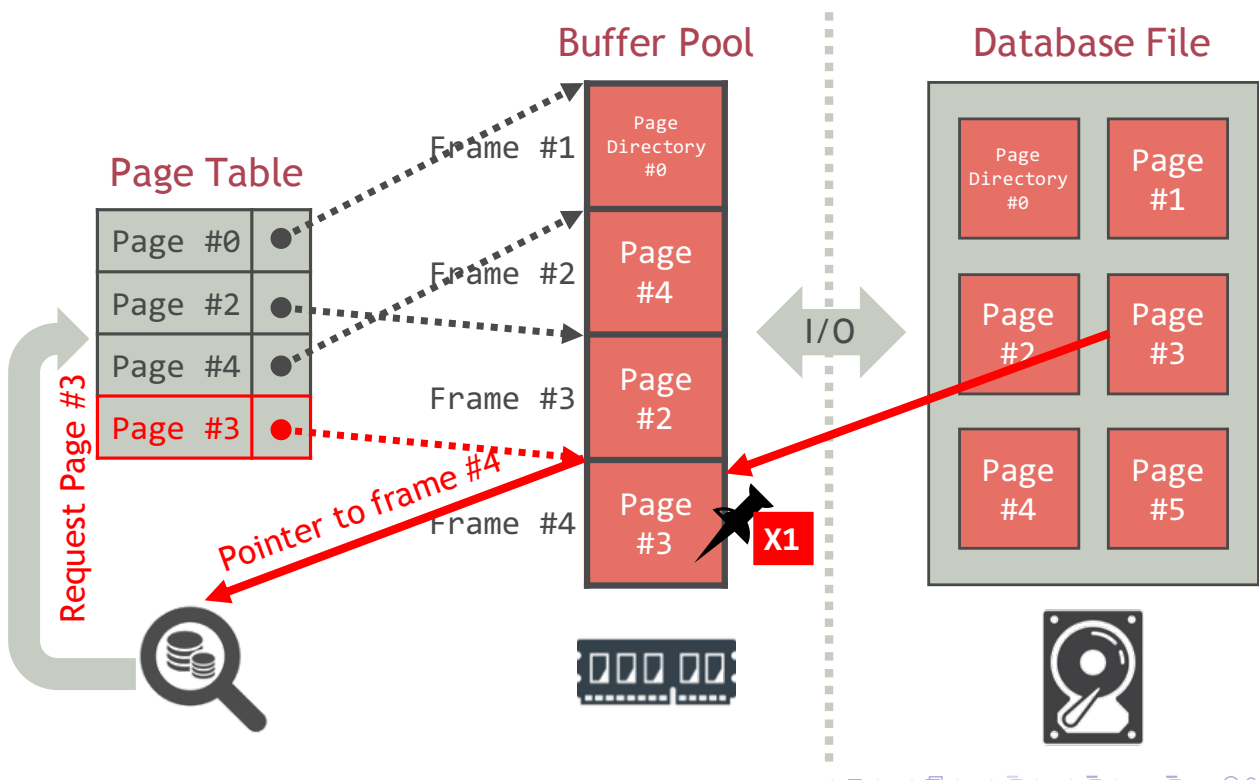 Buffer Pool
Database File
Page Table
Page #0
Page #2
Page #4
Page #3
Request Page #3
Pointer to frame #4
Frame #1
Frame #2
Frame #3
Frame #4
Page
Directory
#0
Page
#4
Page
#2
Page
#3
X1
I/O
Page
Directory
#0
Page
#1
Page
#2
Page
#3
Page
#4
Page
#5